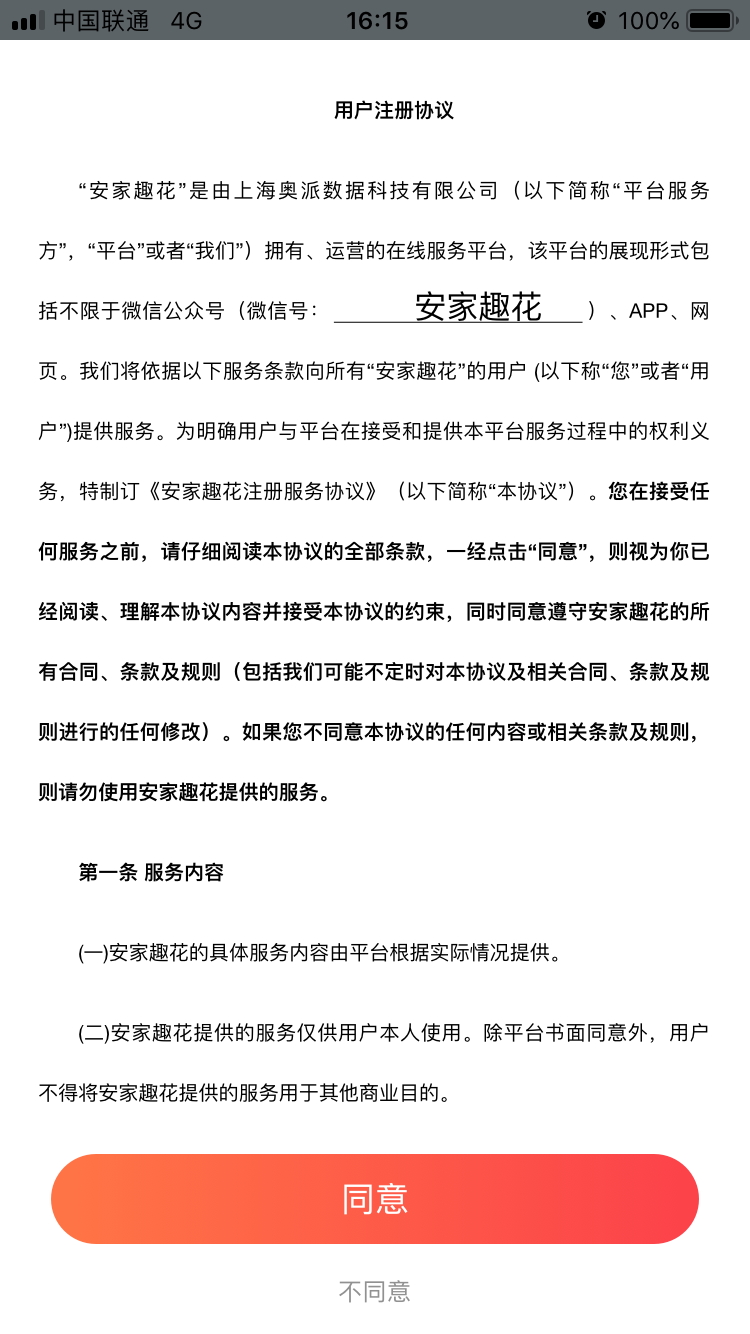 中国联通 4G 16:15 100%
用户注册协议
“安家趣花”是由上海奥派数据科技有限公司（以下简称“平台服务
方”，“平台”或者“我们”）拥有、运营的在线服务平台，该平台的展现形式包
括不限于微信公众号（微信号： 安家趣花 ）、APP、网
页。我们将依据以下服务条款向所有“安家趣花”的用户 (以下称“您”或者“用
户”)提供服务。为明确用户与平台在接受和提供本平台服务过程中的权利义
务，特制订《安家趣花注册服务协议》（以下简称“本协议”）。您在接受任
何服务之前，请仔细阅读本协议的全部条款，一经点击“同意”，则视为你已
经阅读、理解本协议内容并接受本协议的约束，同时同意遵守安家趣花的所
有合同、条款及规则（包括我们可能不定时对本协议及相关合同、条款及规
则进行的任何修改）。如果您不同意本协议的任何内容或相关条款及规则，
则请勿使用安家趣花提供的服务。
第一条 服务内容
(一)安家趣花的具体服务内容由平台根据实际情况提供。
(二)安家趣花提供的服务仅供用户本人使用。除平台书面同意外，用户
不得将安家趣花提供的服务用于其他商业目的。
同意
不同意